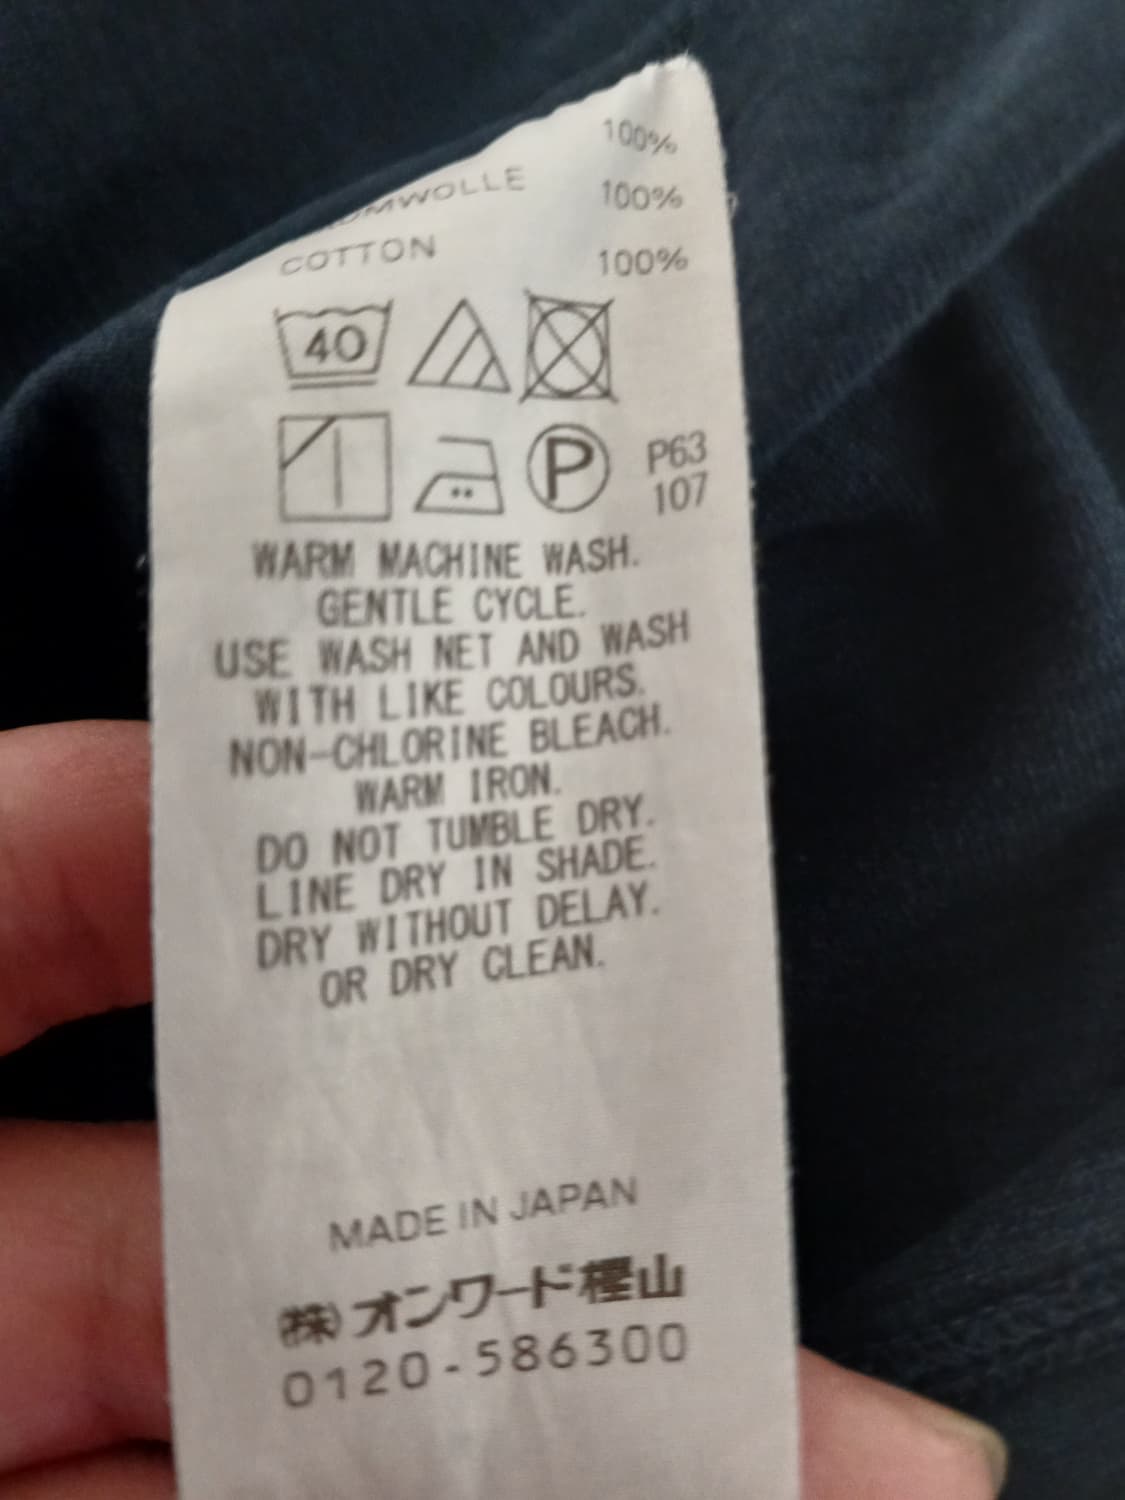 100%
100%
COTTON 100%
40
P P63
107
WARM MACHINE WASH.
GENTLE CYCLE.
USE WASH NET AND WASH
WITH LIKE COLOURS.
NON-CHLORINE BLEACH.
WARM IRON.
DO NOT TUMBLE DRY.
LINE DRY IN SHADE.
DRY WITHOUT DELAY.
OR DRY CLEAN.
MADE IN JAPAN
㈱オンワード樫山
0120-586300